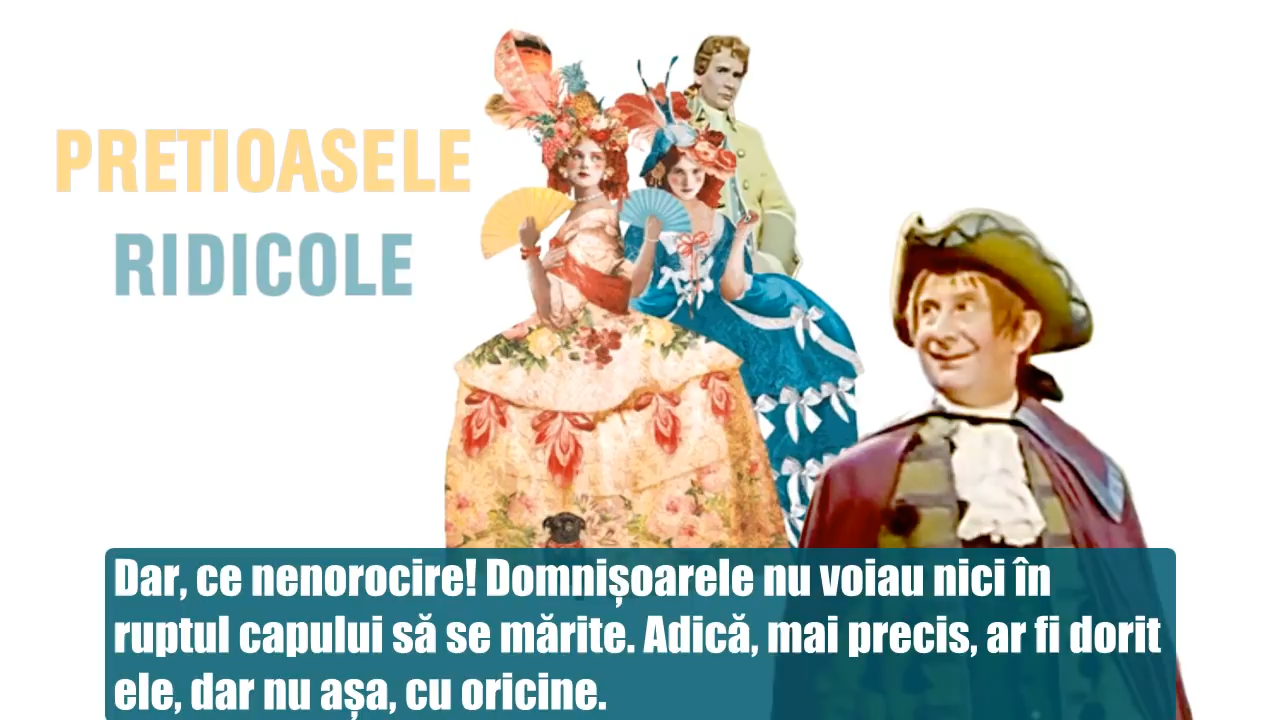 PRETIOASELE
RIDICOLE
Dar, ce nenorocire! Domnișoarele nu voiau nici în
ruptul capului să se mărite. Adică, mai precis, ar fi dorit
ele, dar nu așa, cu oricine.